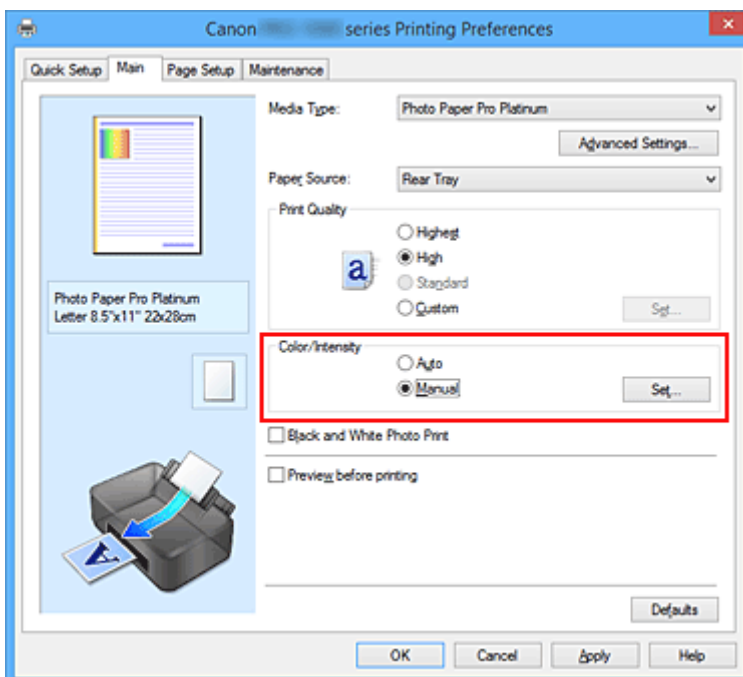 Canon series Printing Preferences
Quick Setup Main Page Setup Maintenance
Media Type: Photo Paper Pro Platinum
Advanced Settings...
Paper Source: Rear Tray
Print Quality
Highest
a
High
Standard
Photo Paper Pro Platinum
Letter 8.5"x11" 22x28cm
Custom Set...
Color/Intensity
Auto
Manual Set...
Black and White Photo Print
Preview before printing
A
Defaults
OK Cancel Apply Help